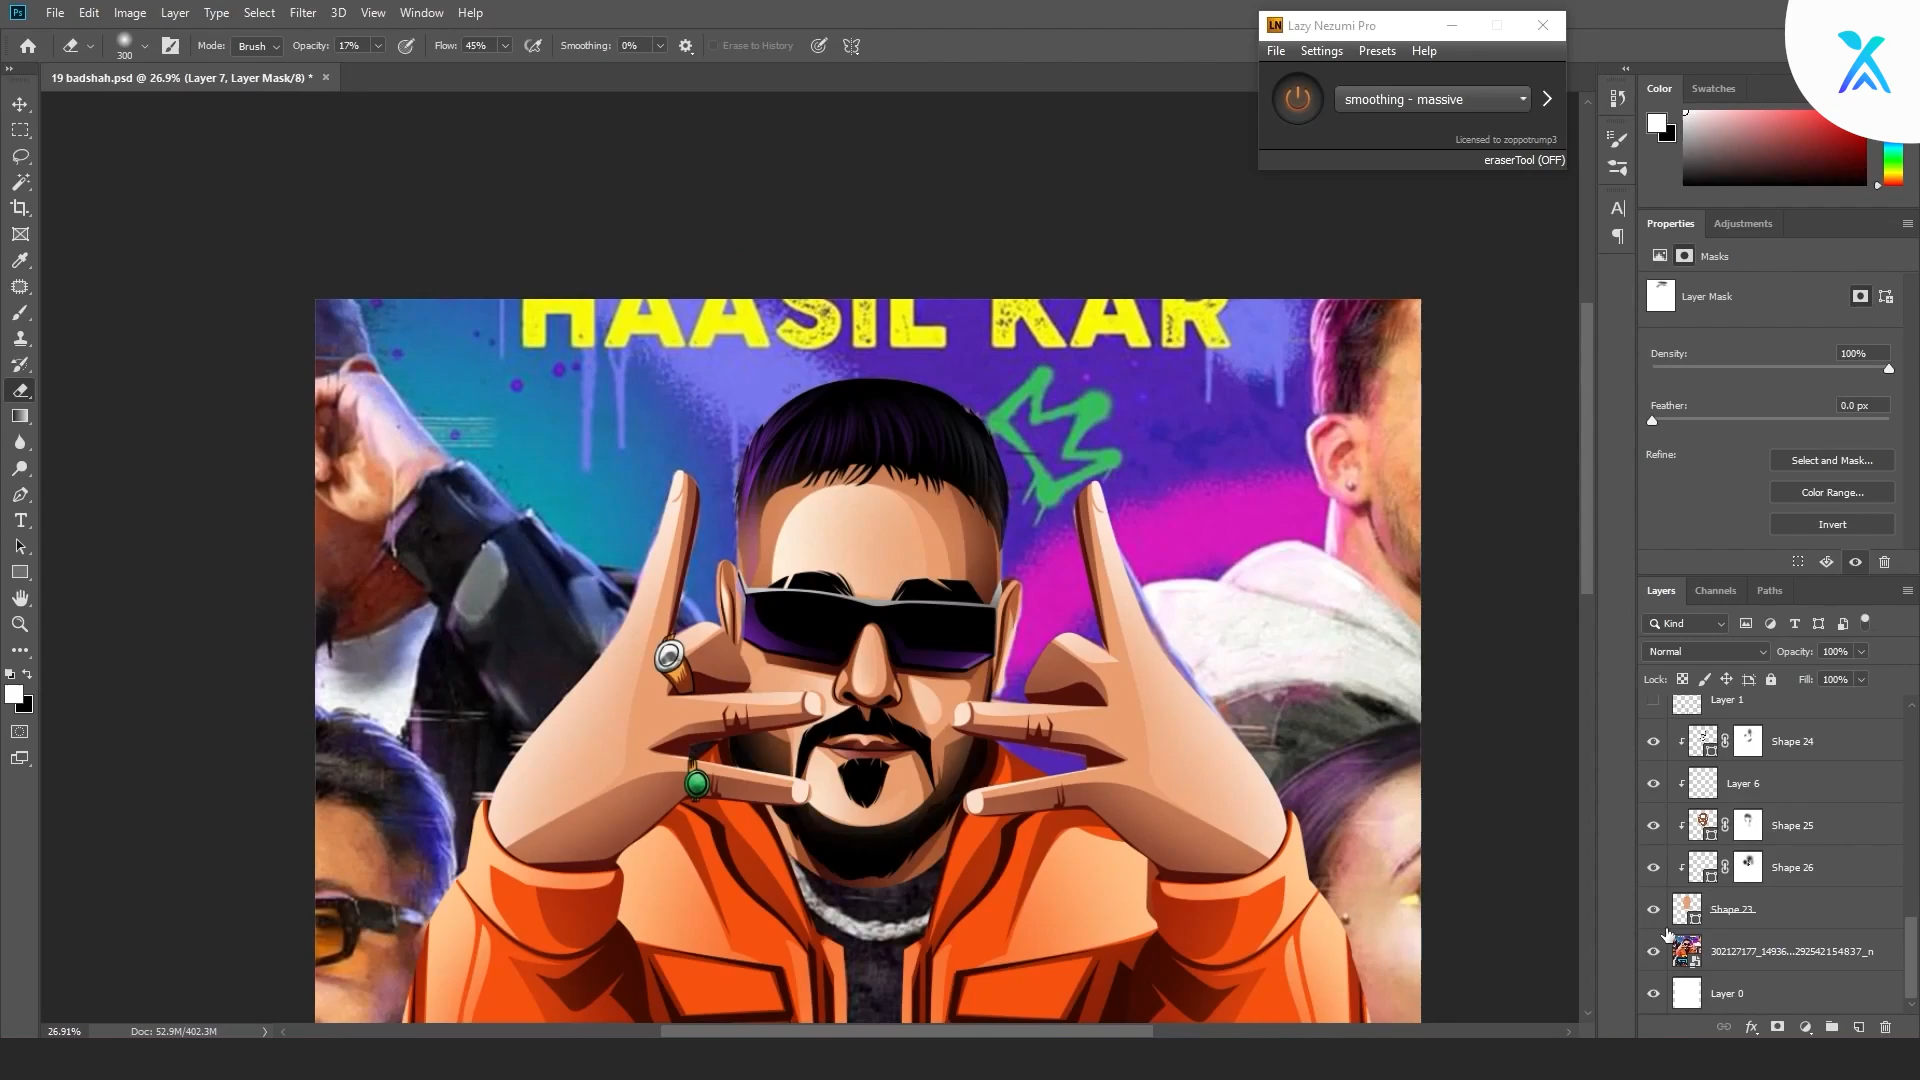 Ps File Edit Image Layer Type Select Filter 3D View Window Help
300 Mode: Brush Opacity: 17% Flow: 45% Smoothing: 0% Erase to History
19 badshah.psd @ 26.9% (Layer 7, Layer Mask/8) *
LN Lazy Nezumi Pro
File Settings Presets Help
smoothing - massive
Licensed to zoppotrump3
eraserTool (OFF)
HAASIL KAR
Color Swatches
Properties Adjustments
Masks
Layer Mask
Density: 100%
Feather: 0.0 px
Refine: Select and Mask...
Color Range...
Invert
Layers Channels Paths
Kind
Normal Opacity: 100%
Lock: Fill: 100%
Layer 1
Shape 24
Layer 6
Shape 25
Shape 26
Shape 23
302127177_14936...292542154837_n
Layer 0
fx
26.91% Doc: 52.9M/402.3M